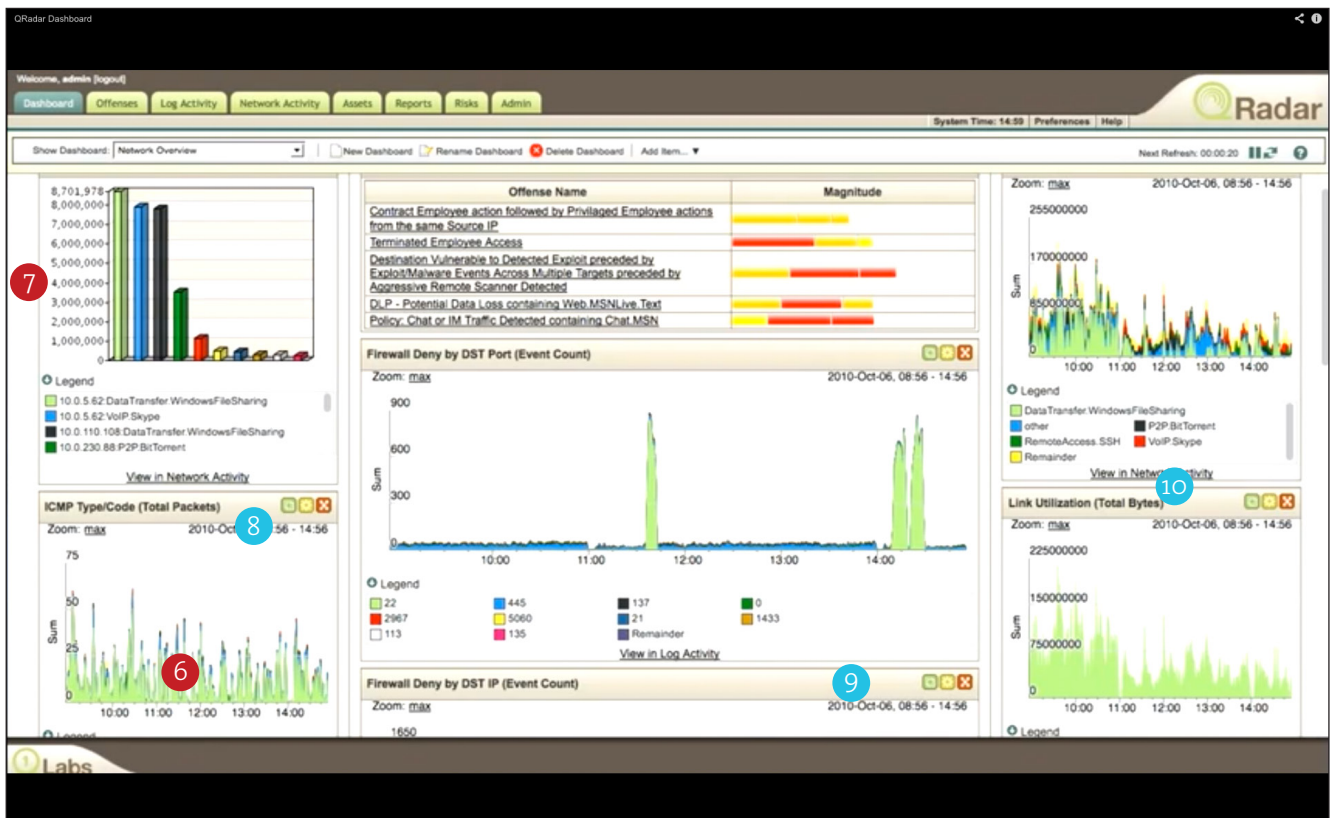 QRadar Dashboard
Welcome, admin [logout]
Dashboard Offenses Log Activity Network Activity Assets Reports Risks Admin
QRadar
System Time: 14:59 Preferences Help
Show Dashboard: Network Overview New Dashboard Rename Dashboard Delete Dashboard Add Item... ▼ Next Refresh: 00:00:20
8,701,978
8,000,000
7,000,000
6,000,000
5,000,000
4,000,000
3,000,000
2,000,000
1,000,000
0
7
Legend
10.0.5.62:DataTransfer.WindowsFileSharing
10.0.5.62:VoIP.Skype
10.0.110.108:DataTransfer.WindowsFileSharing
10.0.230.88:P2P.BitTorrent
View in Network Activity
ICMP Type/Code (Total Packets)
8
Zoom: max 2010-Oct 56 - 14:56
75
50
25
0
Sum
6
10:00 11:00 12:00 13:00 14:00
Legend
Offense Name Magnitude
Contract Employee action followed by Privilaged Employee actions
from the same Source IP
Terminated Employee Access
Destination Vulnerable to Detected Exploit preceded by
Exploit/Malware Events Across Multiple Targets preceded by
Aggressive Remote Scanner Detected
DLP - Potential Data Loss containing Web.MSNLive.Text
Policy: Chat or IM Traffic Detected containing Chat.MSN
Firewall Deny by DST Port (Event Count)
Zoom: max 2010-Oct-06, 08:56 - 14:56
900
600
300
0
Sum
10:00 11:00 12:00 13:00 14:00
Legend
22 445 137 0
2967 5060 21 1433
113 135 Remainder
View in Log Activity
Firewall Deny by DST IP (Event Count)
9
Zoom: max 2010-Oct-06, 08:56 - 14:56
1650
Zoom: max 2010-Oct-06, 08:56 - 14:56
255000000
170000000
85000000
0
Sum
10:00 11:00 12:00 13:00 14:00
Legend
DataTransfer.WindowsFileSharing
other P2P.BitTorrent
RemoteAccess.SSH VoIP.Skype
Remainder
View in Network Activity
10
Link Utilization (Total Bytes)
Zoom: max 2010-Oct-06, 08:56 - 14:56
225000000
150000000
75000000
0
Sum
10:00 11:00 12:00 13:00 14:00
Legend
1 Labs